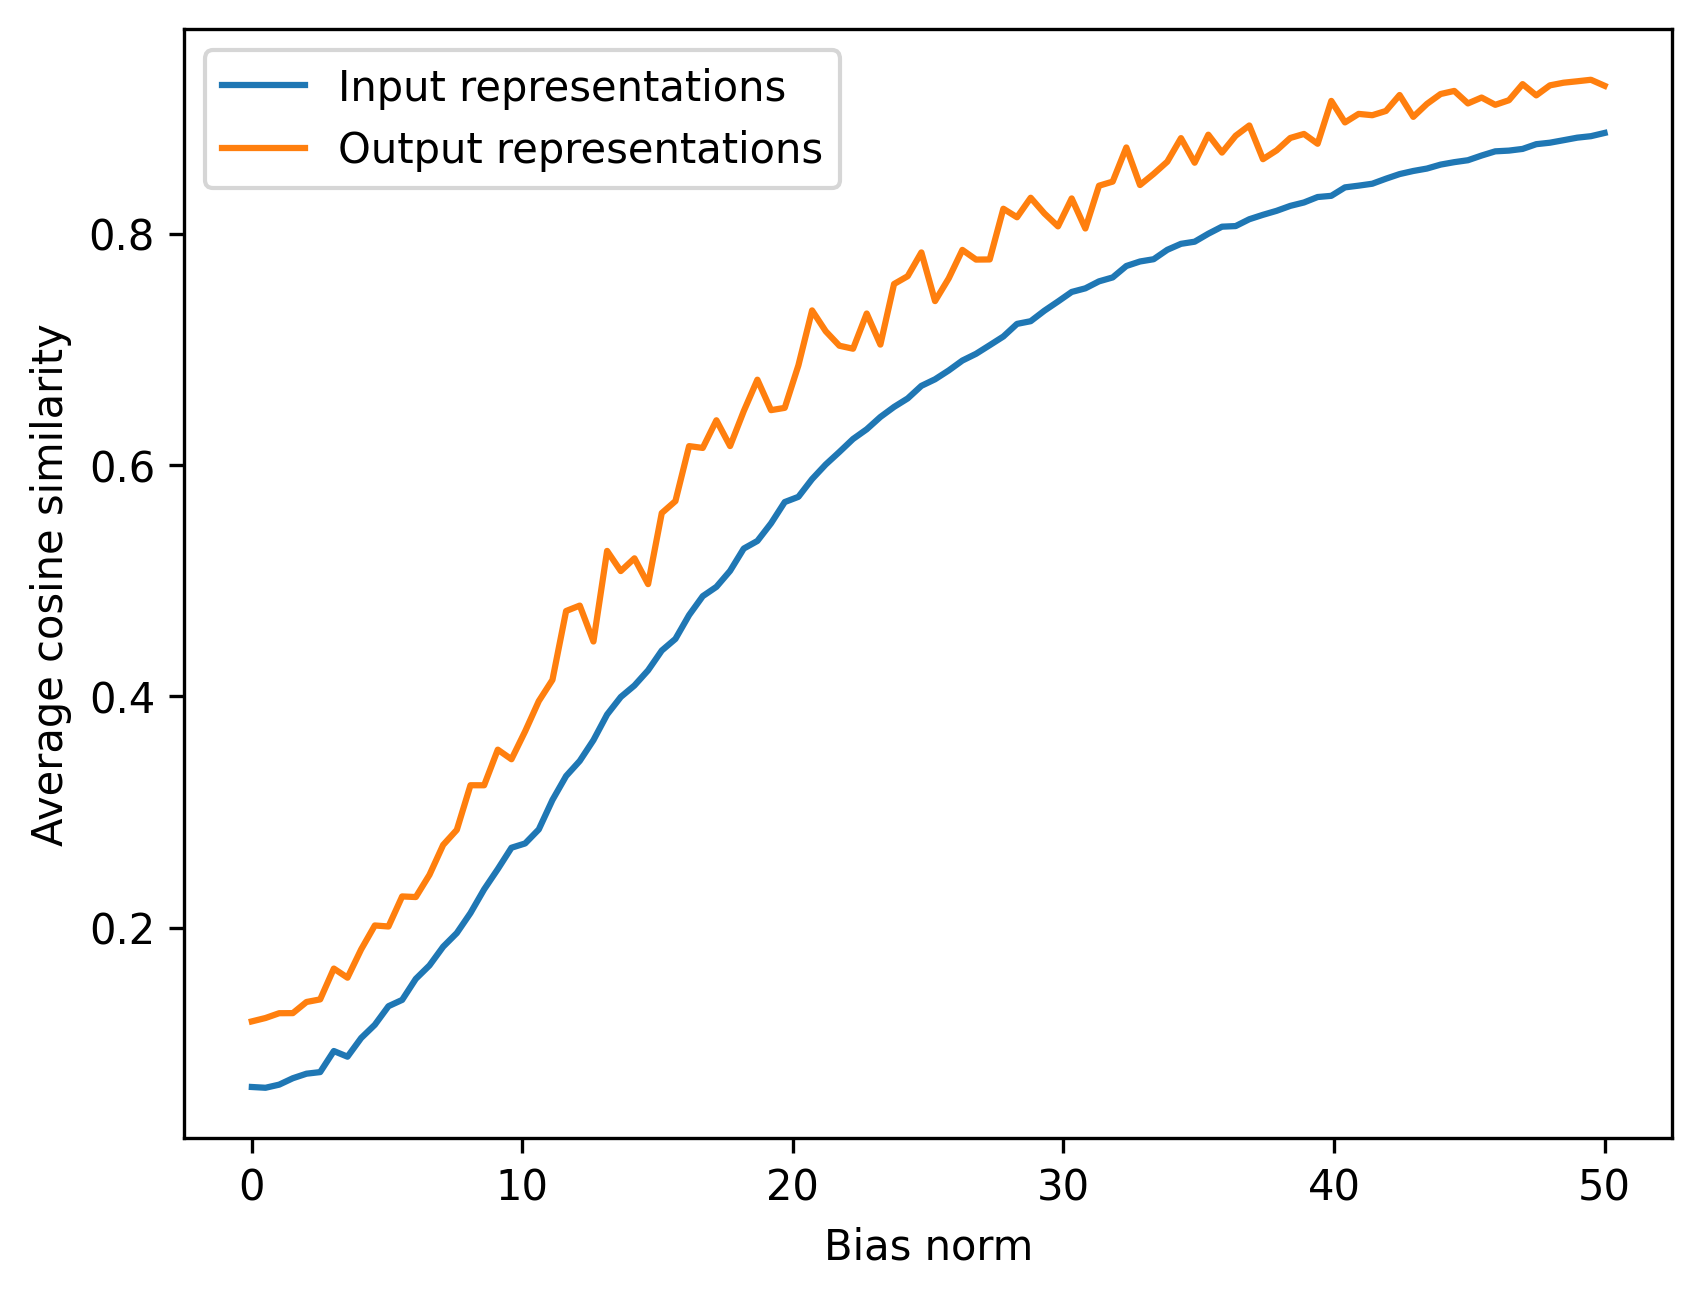 Input representations
Output representations
0.8
0.6
0.4
0.2
Average cosine similarity
0
10
20
30
40
50
Bias norm